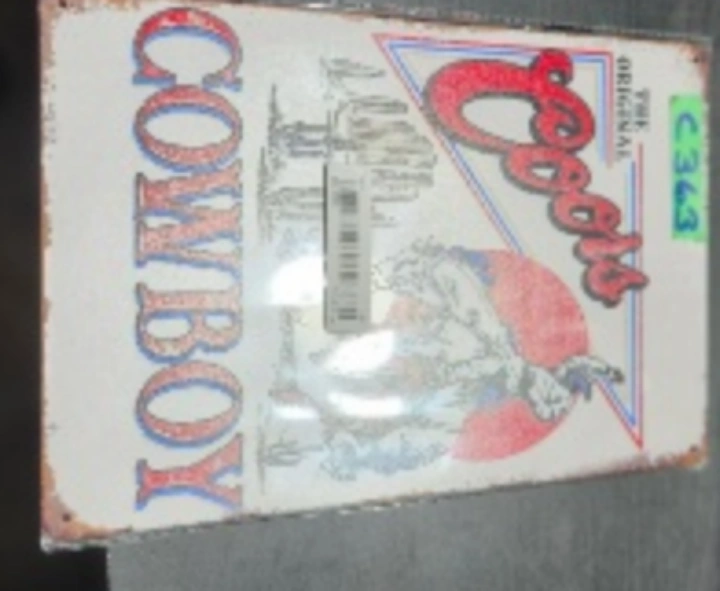 C363
THE
ORIGINAL
Coors
COWBOY